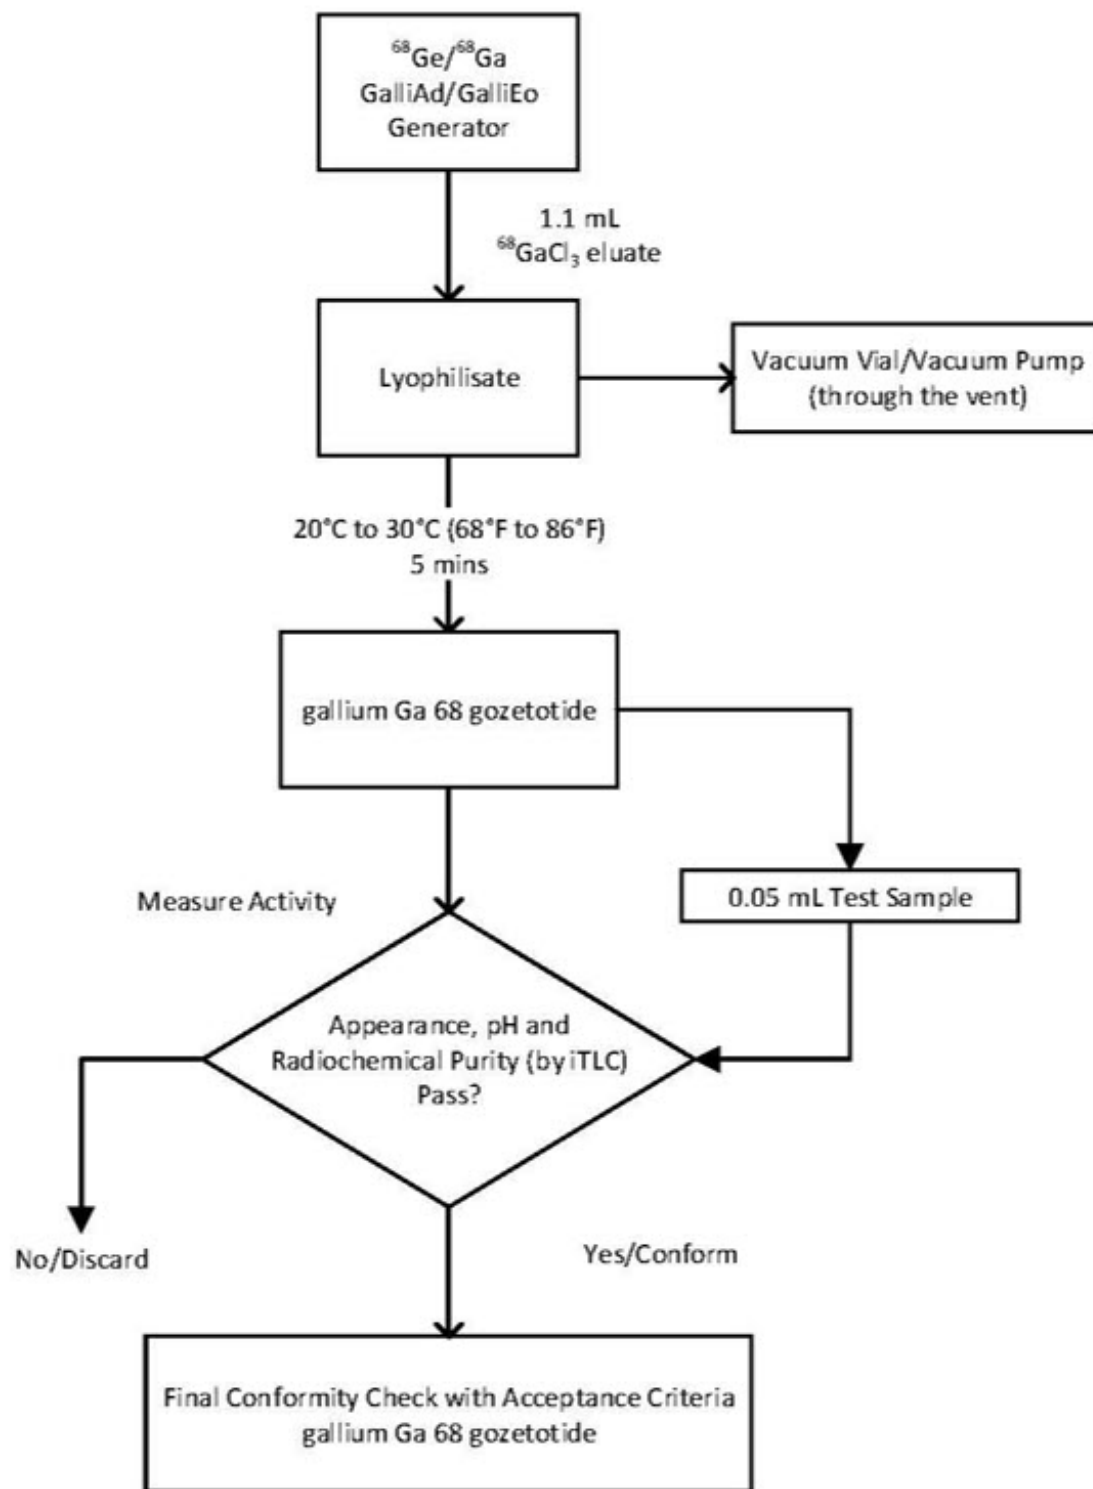 ⁶⁸Ge/⁶⁸Ga
GalliAd/GalliEo
Generator
1.1 mL
⁶⁸GaCl₃ eluate
Lyophilisate
Vacuum Vial/Vacuum Pump
(through the vent)
20°C to 30°C (68°F to 86°F)
5 mins
gallium Ga 68 gozetotide
0.05 mL Test Sample
Measure Activity
Appearance, pH and
Radiochemical Purity (by iTLC)
Pass?
No/Discard
Yes/Conform
Final Conformity Check with Acceptance Criteria
gallium Ga 68 gozetotide